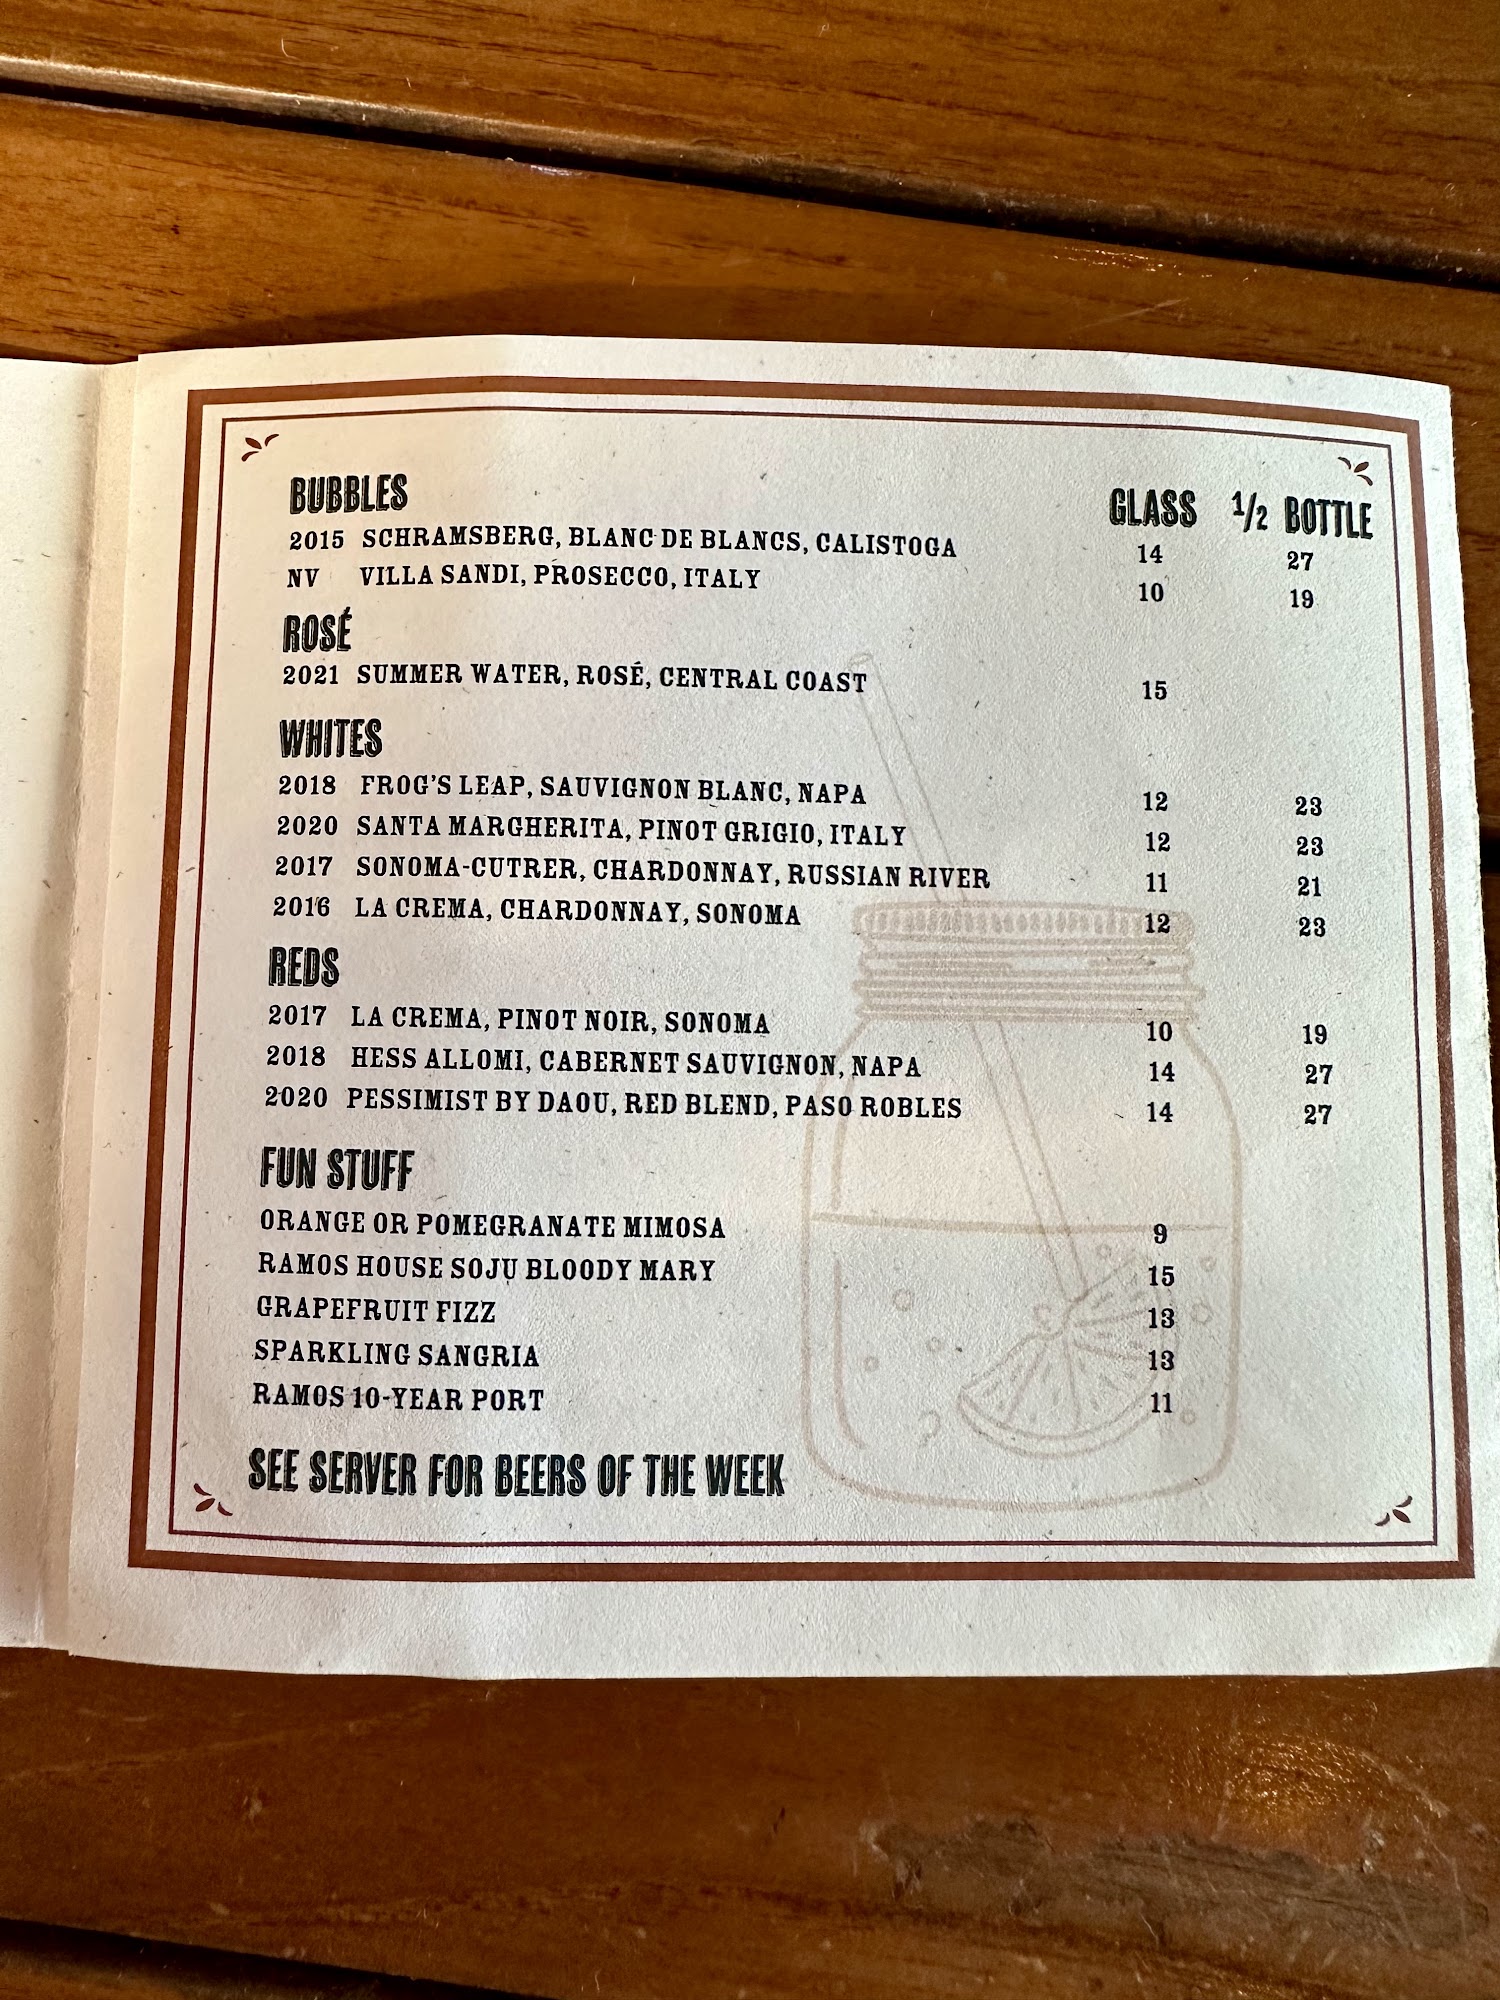 BUBBLES GLASS 1/2 BOTTLE
2015 SCHRAMSBERG, BLANC DE BLANCS, CALISTOGA 14 27
NV VILLA SANDI, PROSECCO, ITALY 10 19
ROSÉ
2021 SUMMER WATER, ROSÉ, CENTRAL COAST 15
WHITES
2018 FROG'S LEAP, SAUVIGNON BLANC, NAPA 12 23
2020 SANTA MARGHERITA, PINOT GRIGIO, ITALY 12 23
2017 SONOMA-CUTRER, CHARDONNAY, RUSSIAN RIVER 11 21
2016 LA CREMA, CHARDONNAY, SONOMA 12 23
REDS
2017 LA CREMA, PINOT NOIR, SONOMA 10 19
2018 HESS ALLOMI, CABERNET SAUVIGNON, NAPA 14 27
2020 PESSIMIST BY DAOU, RED BLEND, PASO ROBLES 14 27
FUN STUFF
ORANGE OR POMEGRANATE MIMOSA 9
RAMOS HOUSE SOJU BLOODY MARY 15
GRAPEFRUIT FIZZ 13
SPARKLING SANGRIA 13
RAMOS 10-YEAR PORT 11
SEE SERVER FOR BEERS OF THE WEEK